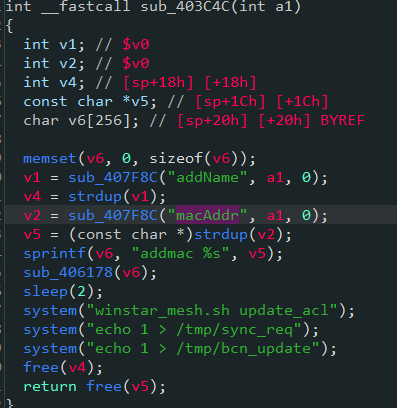 int __fastcall sub_403C4C(int a1)
{
int v1; // $v0
int v2; // $v0
int v4; // [sp+18h] [+18h]
const char *v5; // [sp+1Ch] [+1Ch]
char v6[256]; // [sp+20h] [+20h] BYREF
memset(v6, 0, sizeof(v6));
v1 = sub_407F8C("addName", a1, 0);
v4 = strdup(v1);
v2 = sub_407F8C("macAddr", a1, 0);
v5 = (const char *)strdup(v2);
sprintf(v6, "addmac %s", v5);
sub_406178(v6);
sleep(2);
system("winstar_mesh.sh update_acl");
system("echo 1 > /tmp/sync_req");
system("echo 1 > /tmp/bcn_update");
free(v4);
return free(v5);
}